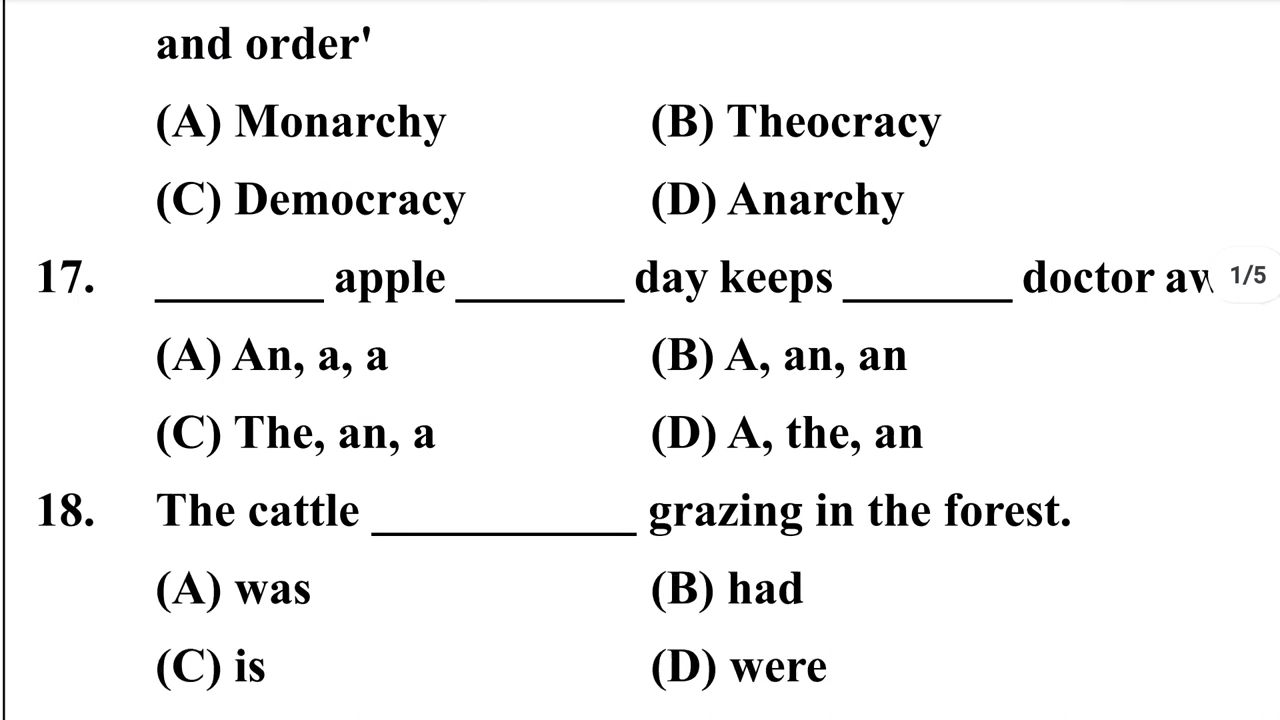 and order'
(A) Monarchy (B) Theocracy
(C) Democracy (D) Anarchy
17. _______ apple _______ day keeps _______ doctor 1/5
(A) An, a, a (B) A, an, an
(C) The, an, a (D) A, the, an
18. The cattle ___________ grazing in the forest.
(A) was (B) had
(C) is (D) were